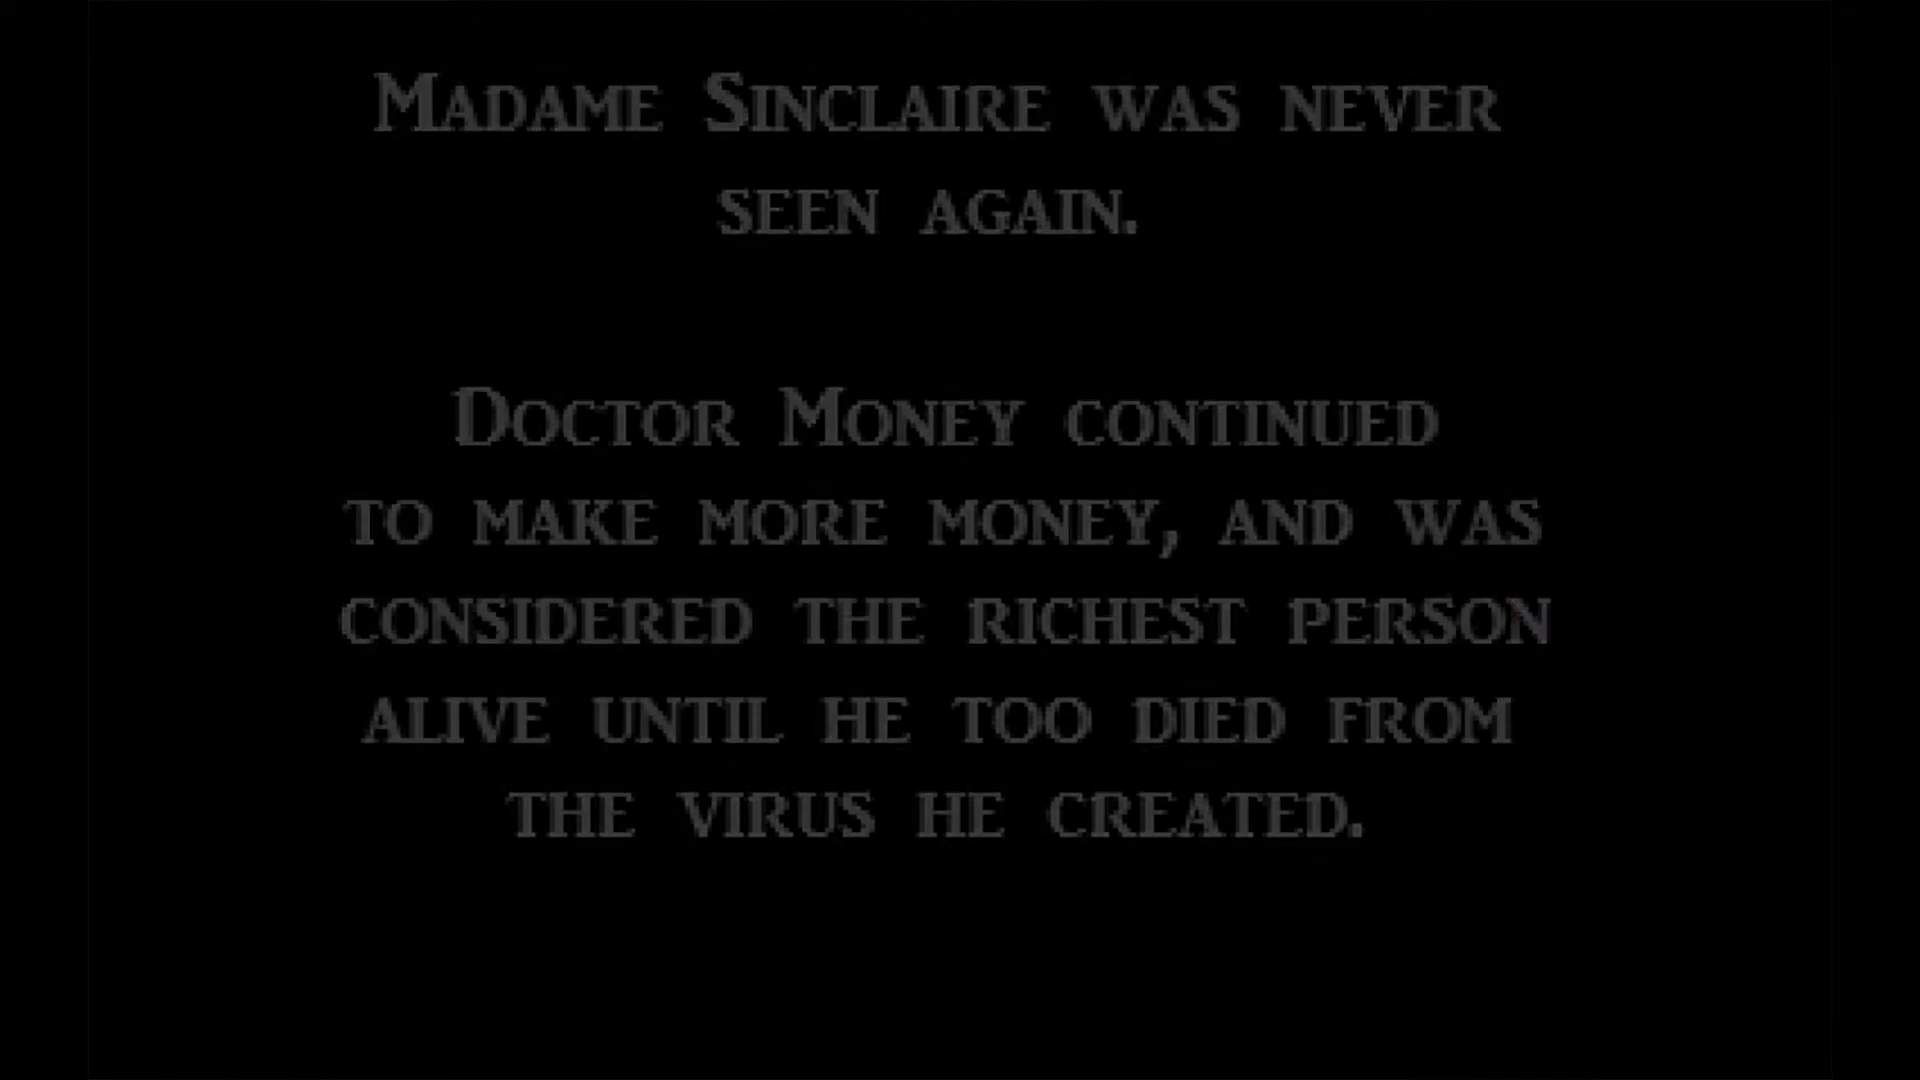 Madame Sinclaire was never
seen again.
Doctor Money continued
to make more money, and was
considered the richest person
alive until he too died from
the virus he created.